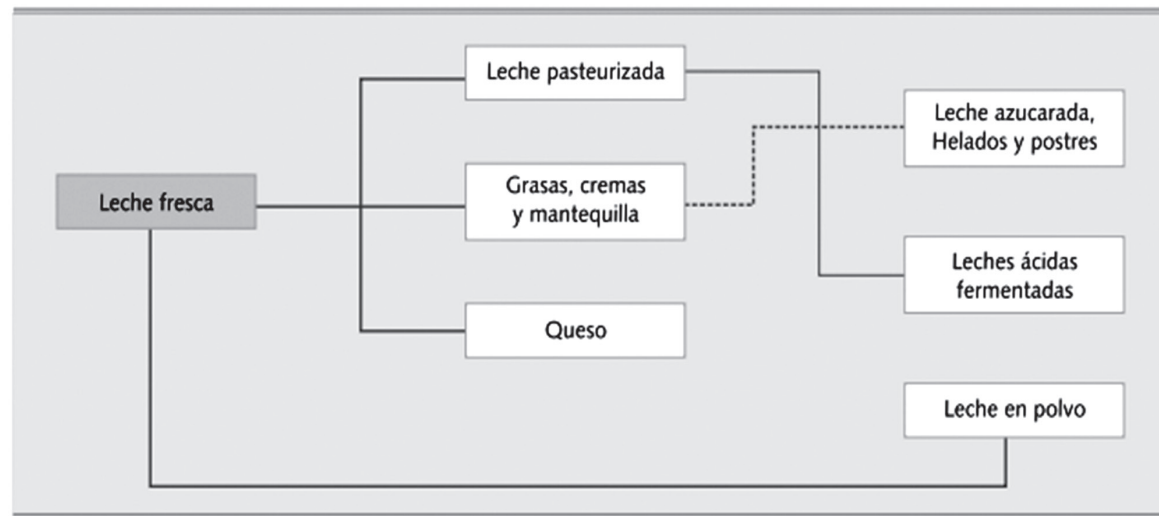 Leche fresca
Leche pasteurizada
Grasas, cremas
y mantequilla
Queso
Leche azucarada,
Helados y postres
Leches ácidas
fermentadas
Leche en polvo